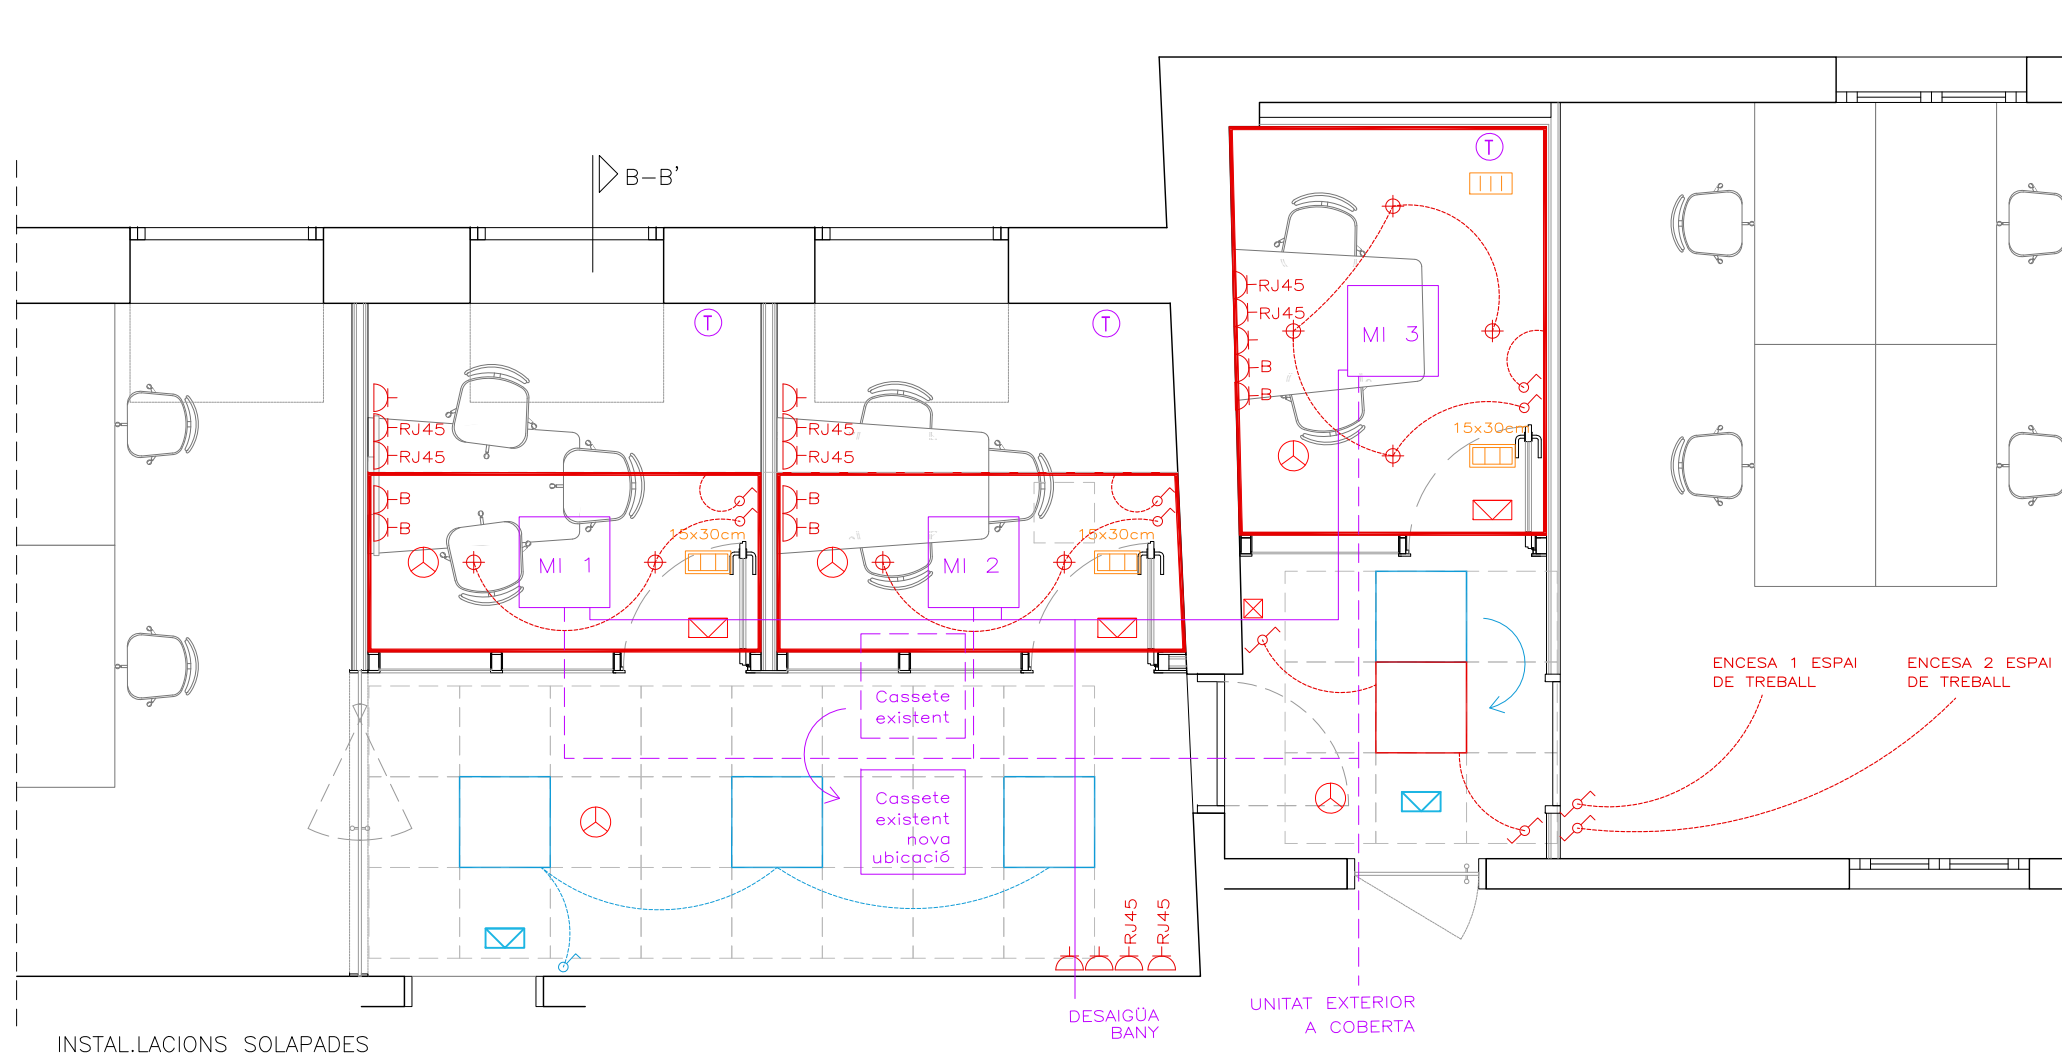 B–B'
T
T
T
RJ45
RJ45
B
B
RJ45
RJ45
B
B
RJ45
RJ45
B
B
15x30cm
15x30cm
15x30cm
MI 1
MI 2
MI 3
Cassete
existent
Cassete
existent
nova
ubicació
RJ45
RJ45
ENCESA 1 ESPAI
DE TREBALL
ENCESA 2 ESPAI
DE TREBALL
DESAIGÜA
BANY
UNITAT EXTERIOR
A COBERTA
INSTAL.LACIONS SOLAPADES